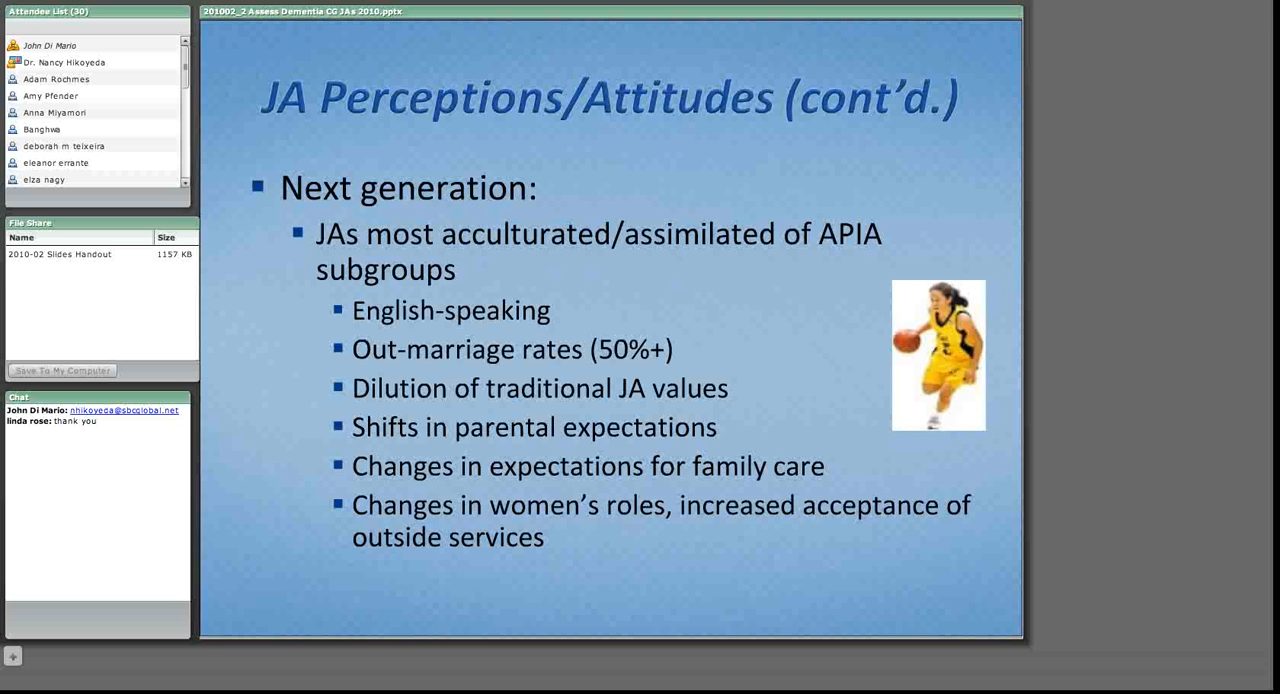 Attendee List (30)
John Di Mario
Dr. Nancy Hikoyeda
Adam Rochmes
Amy Pfender
Anna Miyamori
Banghwa
deborah m teixeira
eleanor errante
elza nagy
File Share
Name Size
2010-02 Slides Handout 1157 KB
Save To My Computer
Chat
John Di Mario: nhikoyeda@sbcglobal.net
linda rose: thank you
201002_2 Assess Dementia CG JAs 2010.pptx
JA Perceptions/Attitudes (cont’d.)
Next generation:
JAs most acculturated/assimilated of APIA
subgroups
English-speaking
Out-marriage rates (50%+)
Dilution of traditional JA values
Shifts in parental expectations
Changes in expectations for family care
Changes in women’s roles, increased acceptance of
outside services